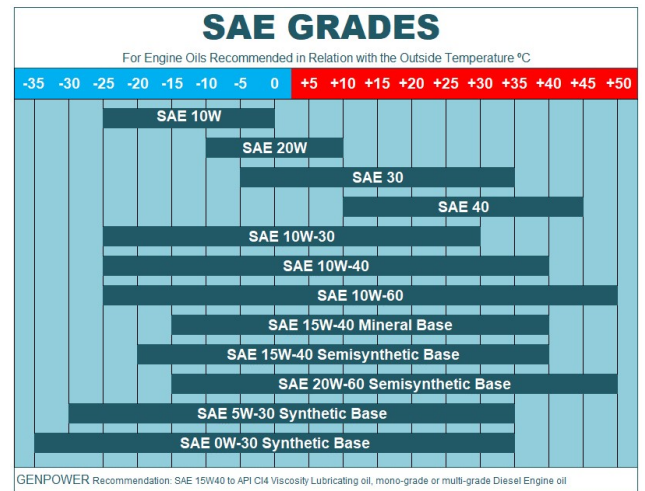 SAE GRADES
For Engine Oils Recommended in Relation with the Outside Temperature ºC
-35 -30 -25 -20 -15 -10 -5 0 +5 +10 +15 +20 +25 +30 +35 +40 +45 +50
SAE 10W
SAE 20W
SAE 30
SAE 40
SAE 10W-30
SAE 10W-40
SAE 10W-60
SAE 15W-40 Mineral Base
SAE 15W-40 Semisynthetic Base
SAE 20W-60 Semisynthetic Base
SAE 5W-30 Synthetic Base
SAE 0W-30 Synthetic Base
GENPOWER Recommendation: SAE 15W40 to API CI4 Viscosity Lubricating oil, mono-grade or multi-grade Diesel Engine oil